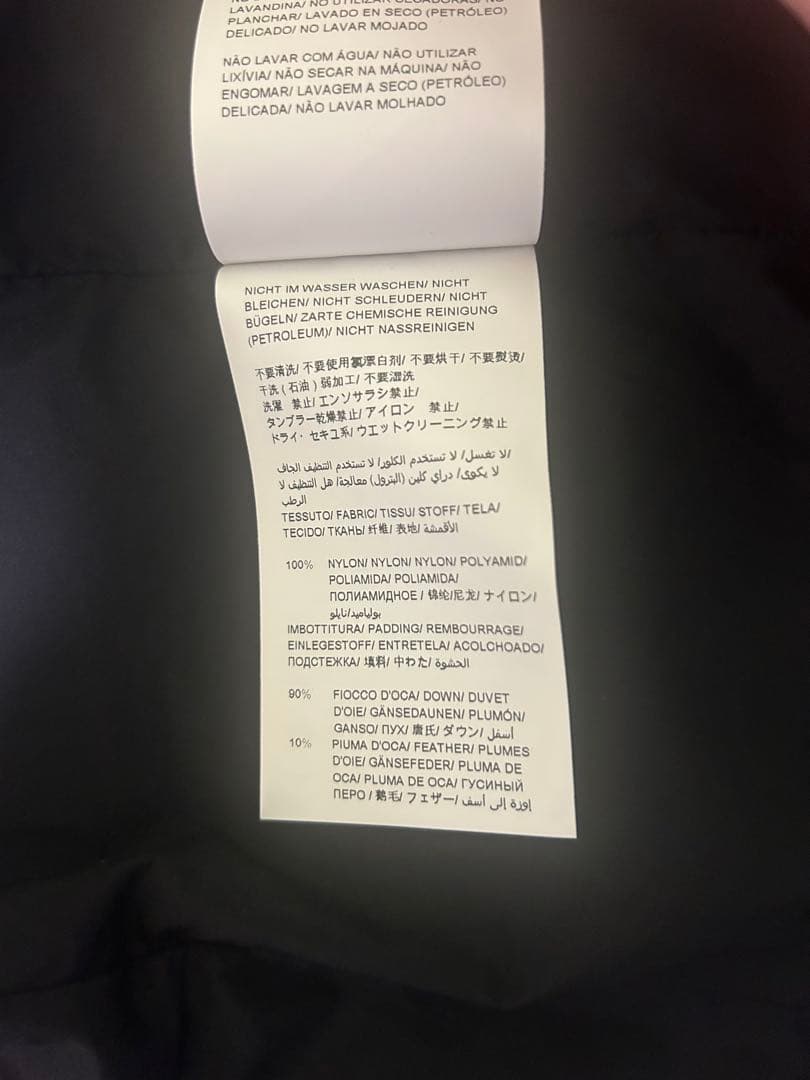 LAVANDINA/ NO UTILIZAR SECADORAS/ NO
PLANCHAR/ LAVADO EN SECO (PETRÓLEO)
DELICADO/ NO LAVAR MOJADO
NÃO LAVAR COM ÁGUA/ NÃO UTILIZAR
LIXÍVIA/ NÃO SECAR NA MÁQUINA/ NÃO
ENGOMAR/ LAVAGEM A SECO (PETRÓLEO)
DELICADA/ NÃO LAVAR MOLHADO
NICHT IM WASSER WASCHEN/ NICHT
BLEICHEN/ NICHT SCHLEUDERN/ NICHT
BÜGELN/ ZARTE CHEMISCHE REINIGUNG
(PETROLEUM)/ NICHT NASSREINIGEN
不要清洗/ 不要使用氯漂白剂/ 不要烘干/ 不要熨烫/
干洗 ( 石油 ) 弱加工/ 不要湿洗
洗濯 禁止/ エンソサラシ禁止/
タンブラー乾燥禁止/ アイロン 禁止/
ドライ・セキユ系/ ウエットクリーニング禁止
لا تغسل/ لا تستخدم الكلور/ لا تستخدم التنظيف الجاف/
لا يكوى/ دراي كلين (البترول) معالجة/ هل التنظيف لا
الرطب
TESSUTO/ FABRIC/ TISSU/ STOFF/ TELA/
TECIDO/ ТКАНЬ/ 纤维/ 表地/ الأقمشة
100% NYLON/ NYLON/ NYLON/ POLYAMID/
POLIAMIDA/ POLIAMIDA/
ПОЛИАМИДНОЕ / 锦纶/尼龙/ ナイロン/
بولياميد/نايلو
IMBOTTITURA/ PADDING/ REMBOURRAGE/
EINLEGESTOFF/ ENTRETELA/ ACOLCHOADO/
ПОДСТЕЖКА/ 填料/ 中わた/ الحشوة
90% FIOCCO D'OCA/ DOWN/ DUVET
D'OIE/ GÄNSEDAUNEN/ PLUMÓN/
GANSO/ ПУХ/ 唐氏/ ダウン/ أسفل
10% PIUMA D'OCA/ FEATHER/ PLUMES
D'OIE/ GÄNSEFEDER/ PLUMA DE
OCA/ PLUMA DE OCA/ ГУСИНЫЙ
ПЕРО / 鹅毛/ フェザー/ إوزة إلى أسف